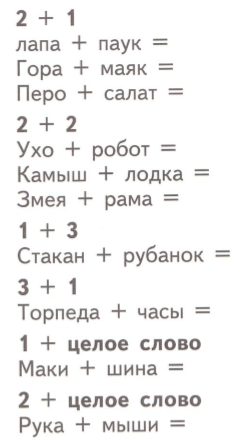 2 + 1
лапа + паук =
Гора + маяк =
Перо + салат =
2 + 2
Ухо + робот =
Камыш + лодка =
Змея + рама =
1 + 3
Стакан + рубанок =
3 + 1
Торпеда + часы =
1 + целое слово
Маки + шина =
2 + целое слово
Рука + мыши =